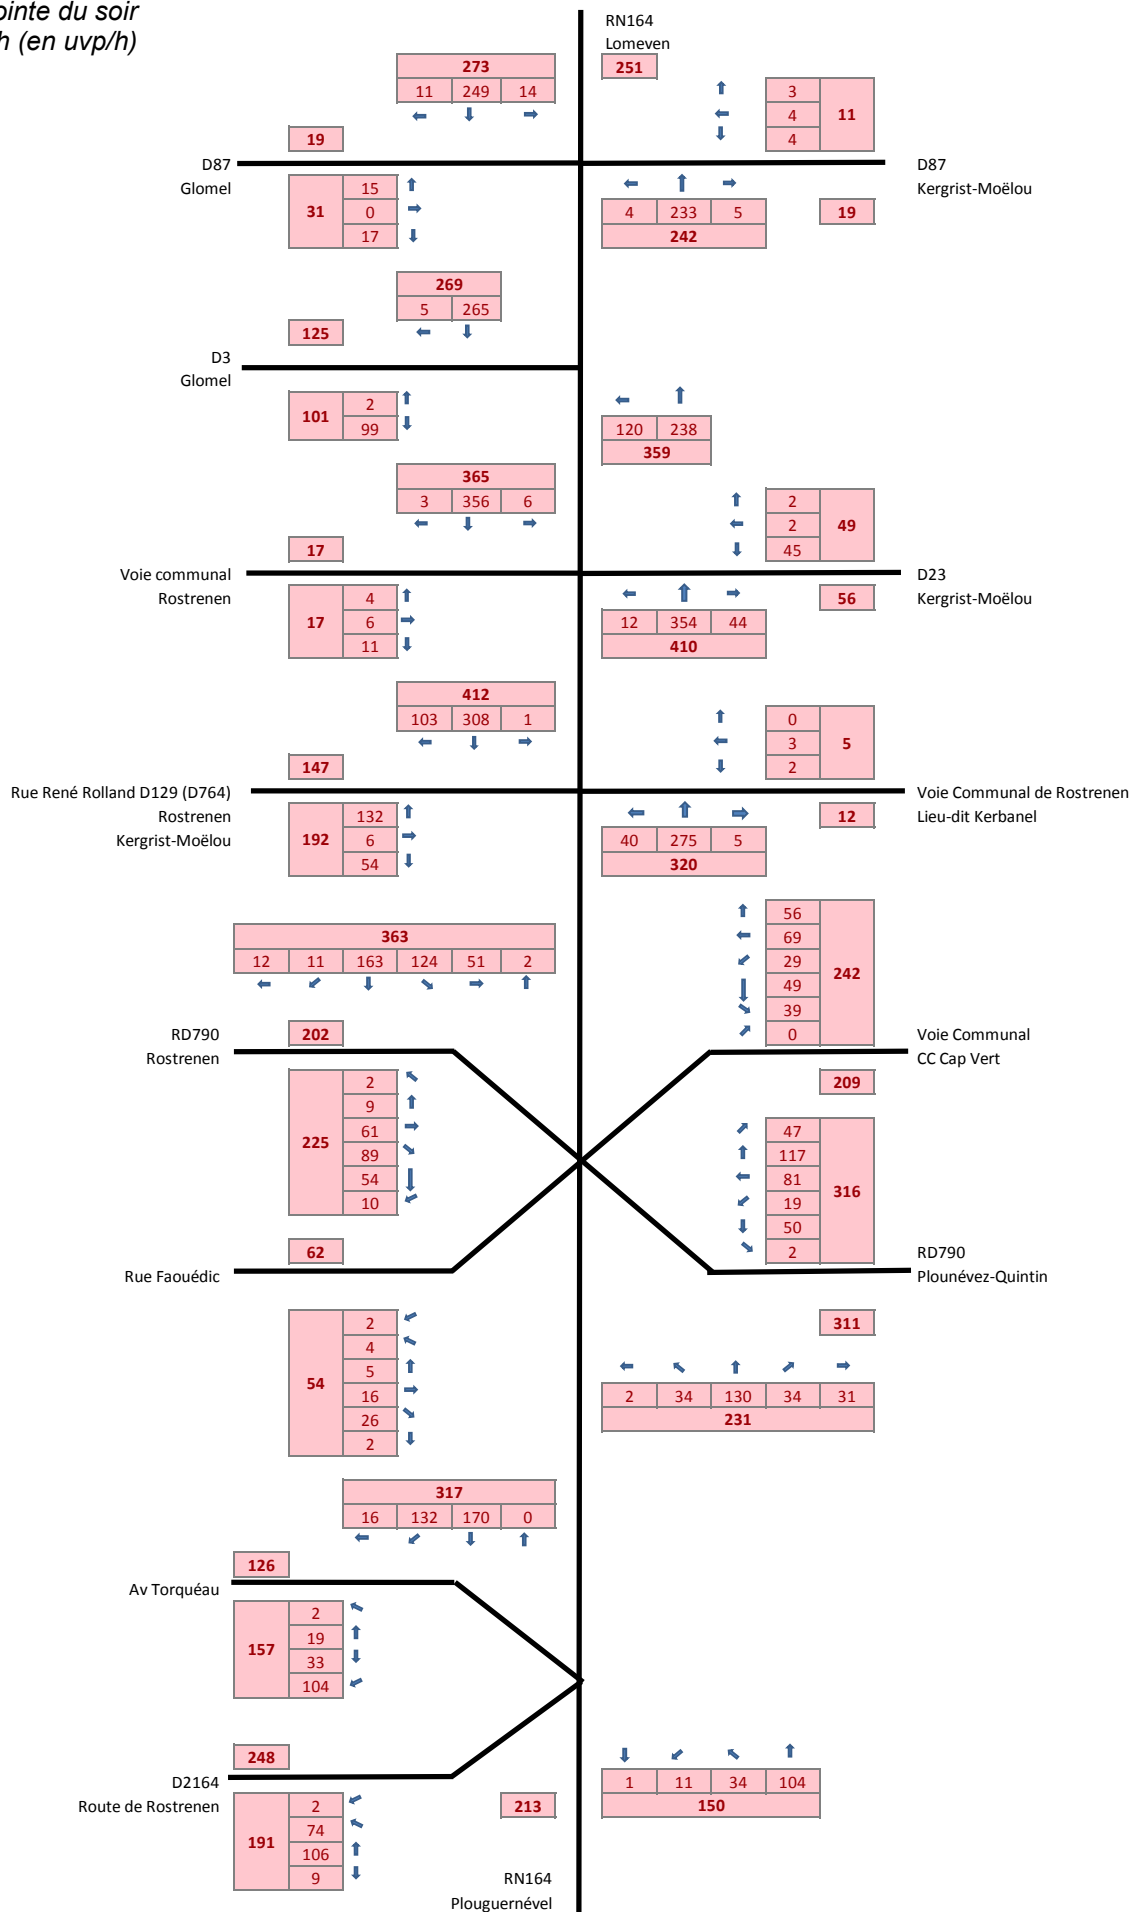 ointe du soir
h (en uvp/h)
RN164
Lomeven
251
273
11 249 14
3
4 11
4
19
D87
Glomel
D87
Kergrist-Moëlou
15
31 0
17
4 233 5
242
19
269
5 265
125
D3
Glomel
2
101
99
120 238
359
365
3 356 6
2
2 49
45
17
Voie communal
Rostrenen
D23
Kergrist-Moëlou
4
17 6
11
12 354 44
410
56
412
103 308 1
0
3 5
2
147
Rue René Rolland D129 (D764)
Rostrenen
Kergrist-Moëlou
Voie Communal de Rostrenen
Lieu-dit Kerbanel
132
192 6
54
40 275 5
320
12
363
12 11 163 124 51 2
56
69
29
242
49
39
0
RD790
Rostrenen
202
Voie Communal
CC Cap Vert
209
2
9
61
225
89
54
10
47
117
81
316
19
50
2
62
Rue Faouédic
RD790
Plounévez-Quintin
311
2
4
5
54
16
26
2
2 34 130 34 31
231
317
16 132 170 0
126
Av Torquéau
2
19
157
33
104
248
D2164
Route de Rostrenen
2
74
191
106
9
213
1 11 34 104
150
RN164
Plouguernével